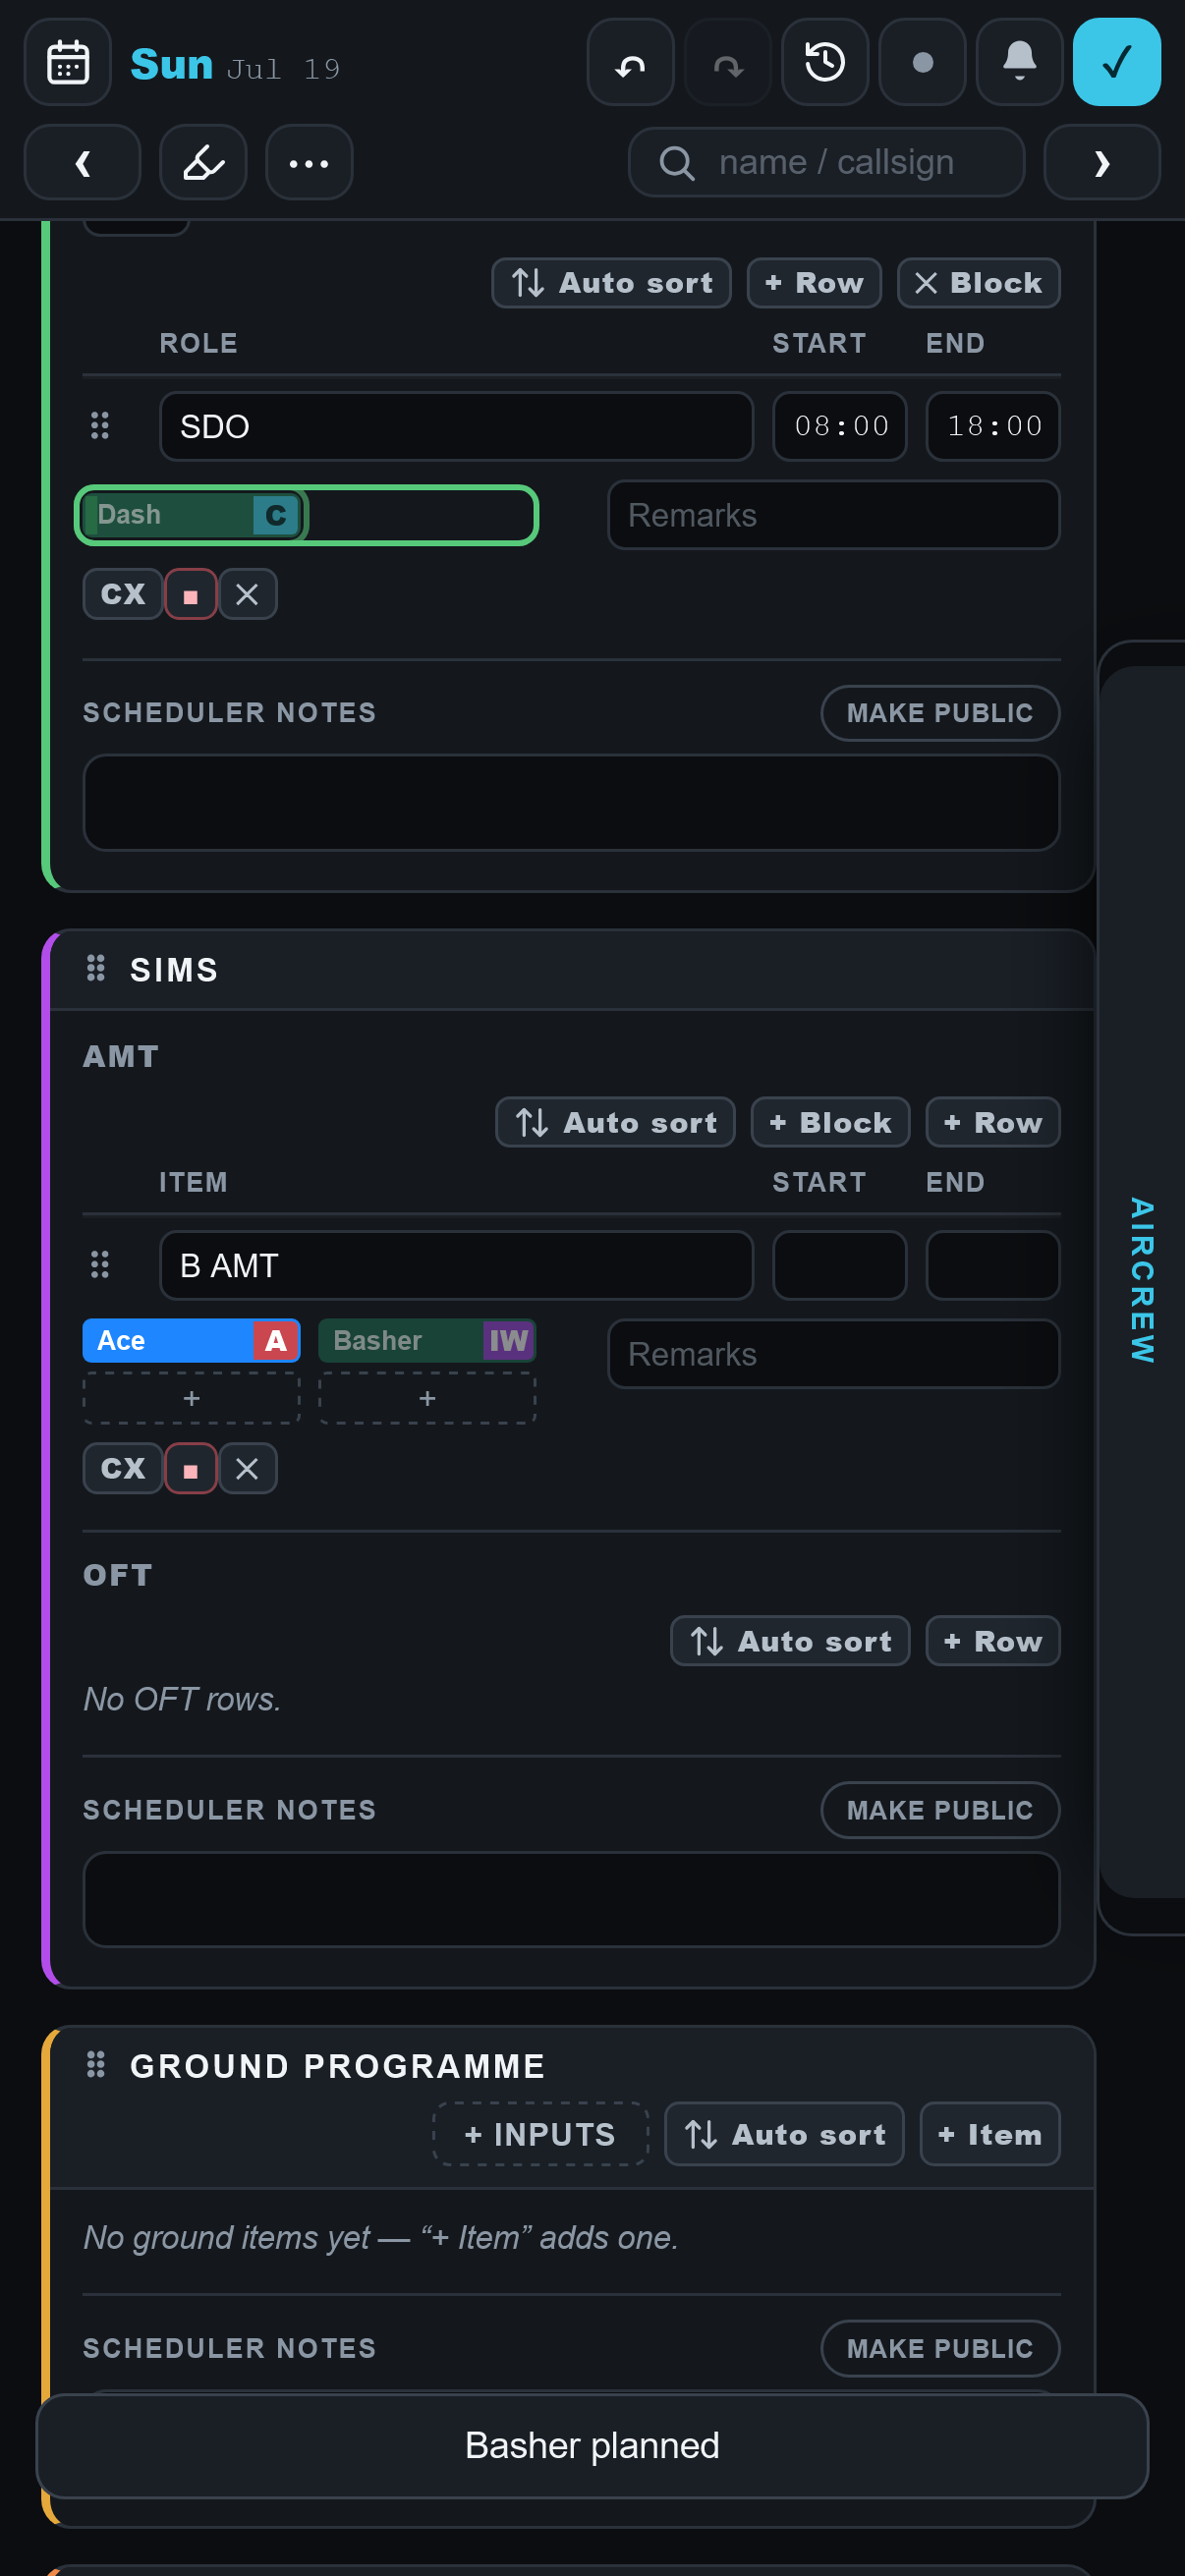 Sun Jul 19
name / callsign
Auto sort + Row Block
ROLE START END
SDO 08:00 18:00
Dash C Remarks
CX
SCHEDULER NOTES MAKE PUBLIC
SIMS
AMT
Auto sort + Block + Row
ITEM START END
B AMT
Ace A Basher IW Remarks
+ +
CX
OFT
Auto sort + Row
No OFT rows.
SCHEDULER NOTES MAKE PUBLIC
AIRCREW
GROUND PROGRAMME
+ INPUTS Auto sort + Item
No ground items yet — “+ Item” adds one.
SCHEDULER NOTES MAKE PUBLIC
Basher planned